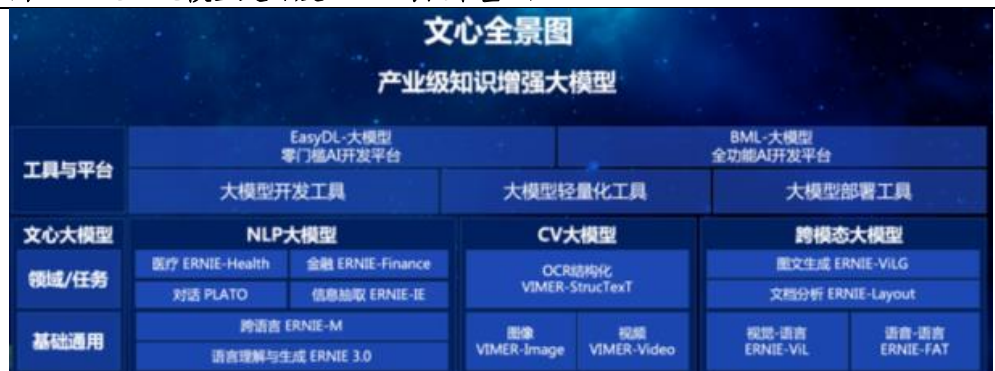 文心全景图
产业级知识增强大模型
工具与平台
EasyDL-大模型
零门槛AI开发平台
BML-大模型
全功能AI开发平台
大模型开发工具
大模型轻量化工具
大模型部署工具
文心大模型
NLP大模型
CV大模型
跨模态大模型
领域/任务
医疗 ERNIE-Health
金融 ERNIE-Finance
对话 PLATO
信息抽取 ERNIE-IE
OCR结构化
VIMER-StrucTexT
图文生成 ERNIE-ViLG
文档分析 ERNIE-Layout
基础通用
跨语言 ERNIE-M
语言理解与生成 ERNIE 3.0
图像
VIMER-Image
视频
VIMER-Video
视觉-语言
ERNIE-ViL
语音-语言
ERNIE-FAT